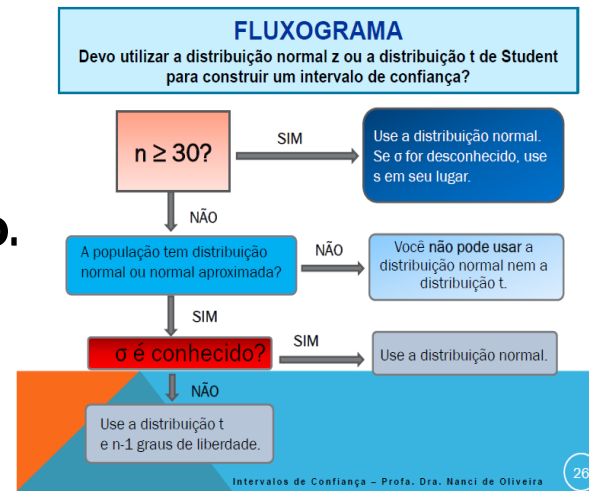 FLUXOGRAMA
Devo utilizar a distribuição normal z ou a distribuição t de Student
para construir um intervalo de confiança?
n ≥ 30?
SIM
Use a distribuição normal.
Se σ for desconhecido, use
s em seu lugar.
NÃO
A população tem distribuição
normal ou normal aproximada?
NÃO
Você não pode usar a
distribuição normal nem a
distribuição t.
SIM
σ é conhecido?
SIM
Use a distribuição normal.
NÃO
Use a distribuição t
e n-1 graus de liberdade.
Intervalos de Confiança – Profa. Dra. Nanci de Oliveira
26